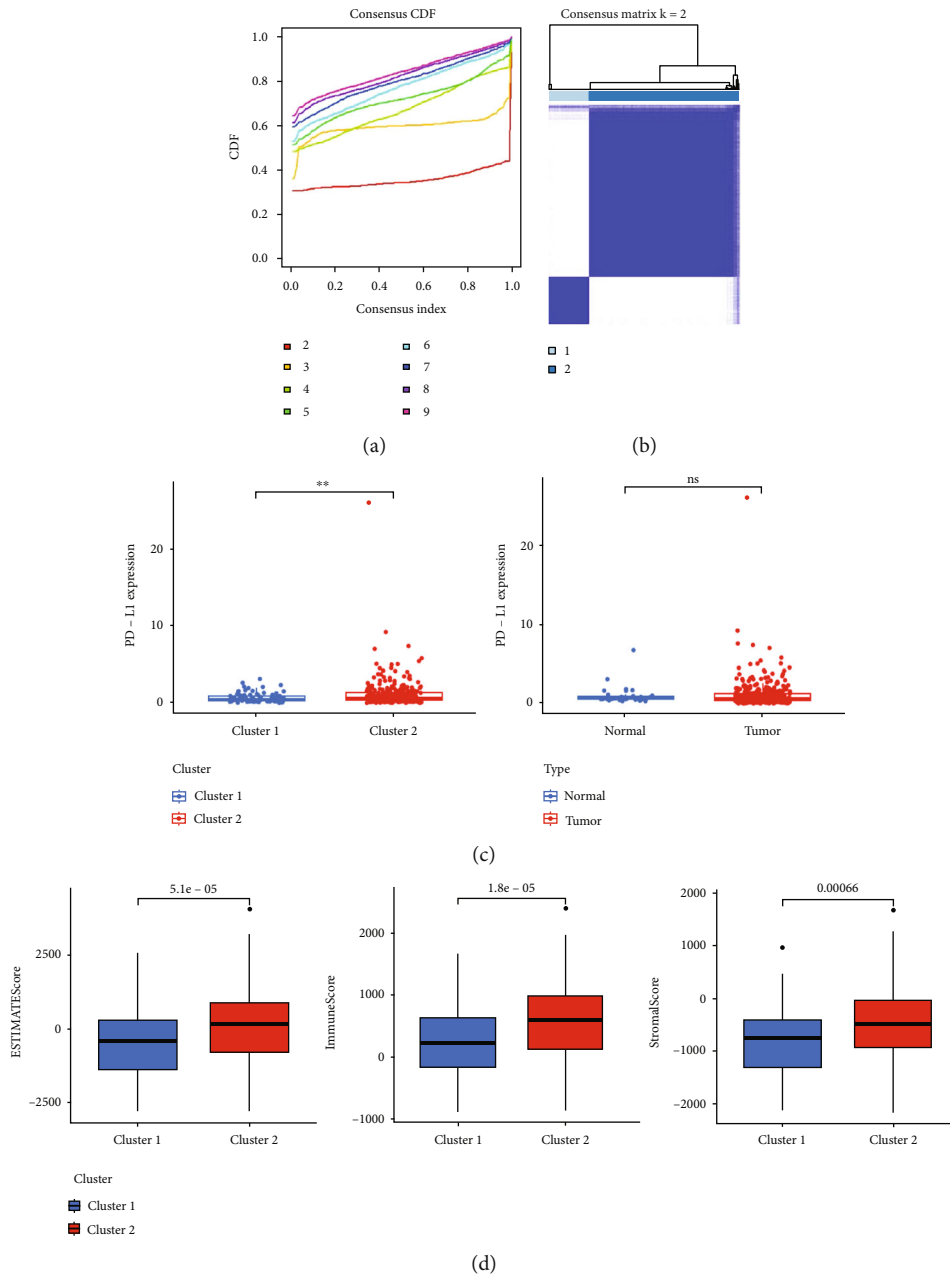 Consensus CDF
1.0
0.8
0.6
0.4
0.2
0.0
CDF
0.0 0.2 0.4 0.6 0.8 1.0
Consensus index
2 6
3 7
4 8
5 9
(a)
Consensus matrix k = 2
1
2
(b)
**
20
10
0
PD – L1 expression
Cluster 1 Cluster 2
Cluster
Cluster 1
Cluster 2
ns
20
10
0
PD – L1 expression
Normal Tumor
Type
Normal
Tumor
(c)
5.1e – 05
2500
0
–2500
ESTIMATEScore
Cluster 1 Cluster 2
1.8e – 05
2000
1000
0
–1000
ImmuneScore
Cluster 1 Cluster 2
0.00066
2000
1000
0
–1000
–2000
StromalScore
Cluster 1 Cluster 2
Cluster
Cluster 1
Cluster 2
(d)